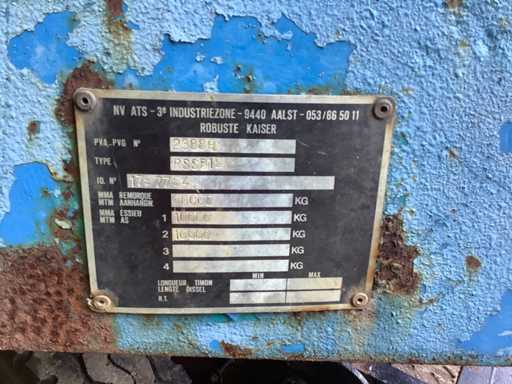 NV ATS - 3e INDUSTRIEZONE - 9440 AALST - 053/66 50 11
ROBUSTE KAISER
PVA. PVG Nº
TYPE
ID. Nº
MMA REMORQUE
MTM AANHANGW. KG
MMA ESSIEU
MTM AS 1 10000 KG
2 10000 KG
3 KG
4 KG
MIN MAX
LONGUEUR TIMON
LENGTE DISSEL
H.T.